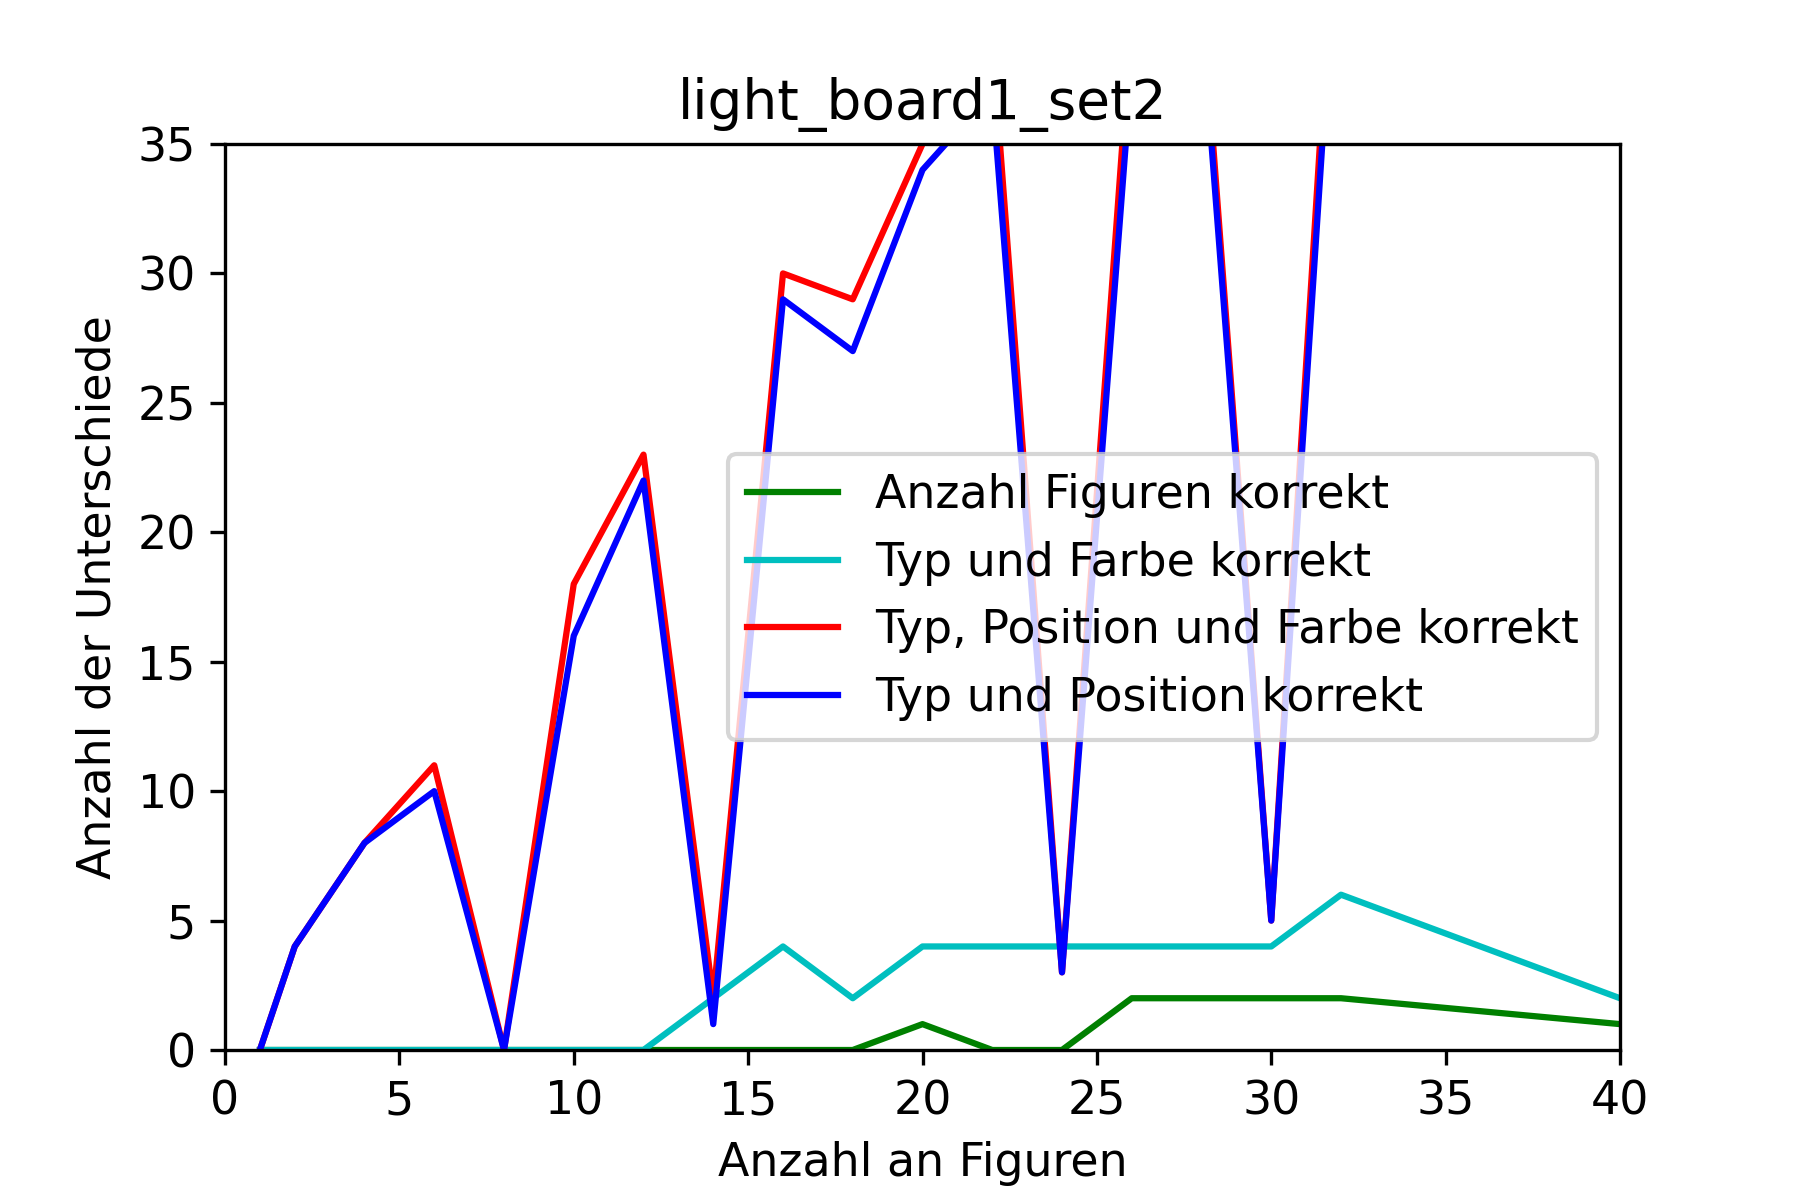 light_board1_set2
35
30
25
20
15
10
5
0
Anzahl der Unterschiede
Anzahl Figuren korrekt
Typ und Farbe korrekt
Typ, Position und Farbe korrekt
Typ und Position korrekt
0 5 10 15 20 25 30 35 40
Anzahl an Figuren